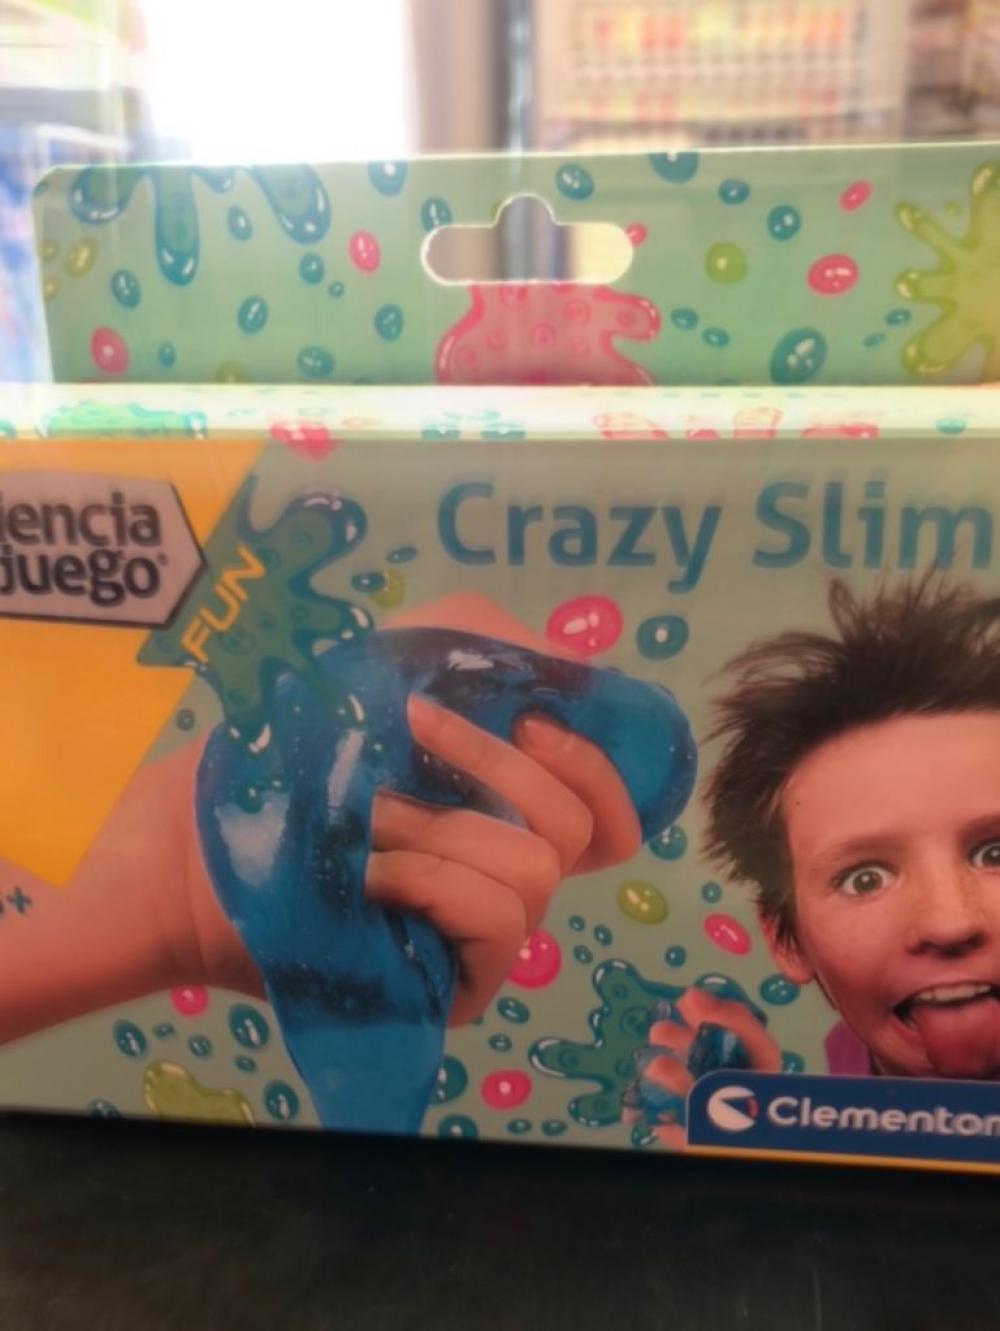 iencia
juego®
FUN
Crazy Slim
+
Clementon